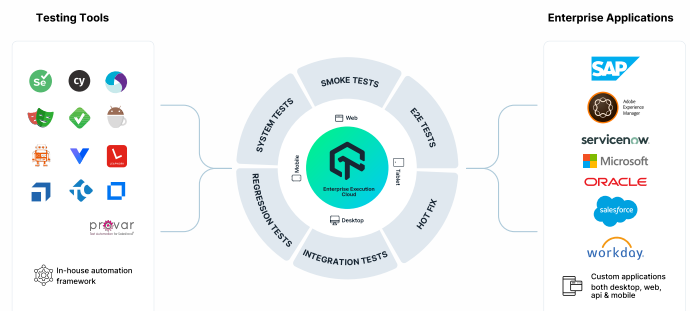 Testing Tools
Enterprise Applications
Se
cy
provar
In-house automation
framework
SMOKE TESTS
E2E TESTS
HOT FIX
INTEGRATION TESTS
REGRESSION TESTS
SYSTEM TESTS
Web
Tablet
Desktop
Mobile
Enterprise Execution
Cloud
SAP
Adobe
Experience
Manager
servicenow.
Microsoft
ORACLE
salesforce
workday.
Custom applications
both desktop, web,
api & mobile